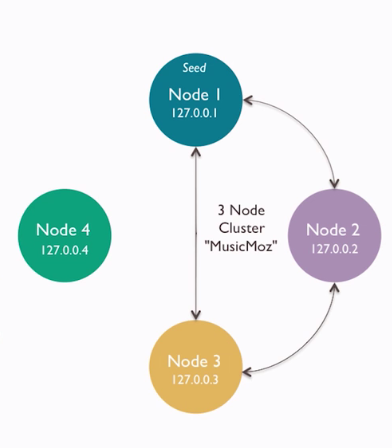 Seed
Node 1
127.0.0.1
3 Node
Cluster
"MusicMoz"
Node 4
127.0.0.4
Node 2
127.0.0.2
Node 3
127.0.0.3